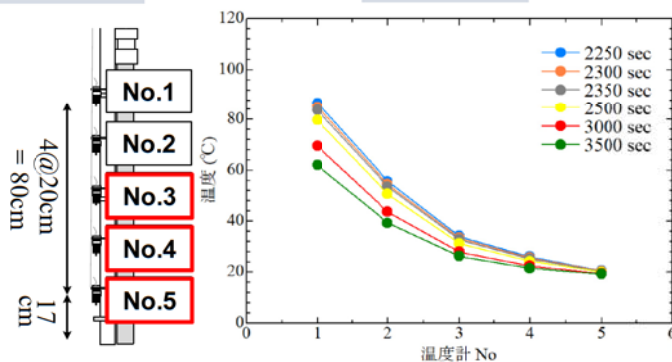 No.1
No.2
No.3
No.4
No.5
4@20cm
= 80cm
17
cm
温度 (℃)
120
100
80
60
40
20
0
0
1
2
3
4
5
6
温度計 No
2250 sec
2300 sec
2350 sec
2500 sec
3000 sec
3500 sec